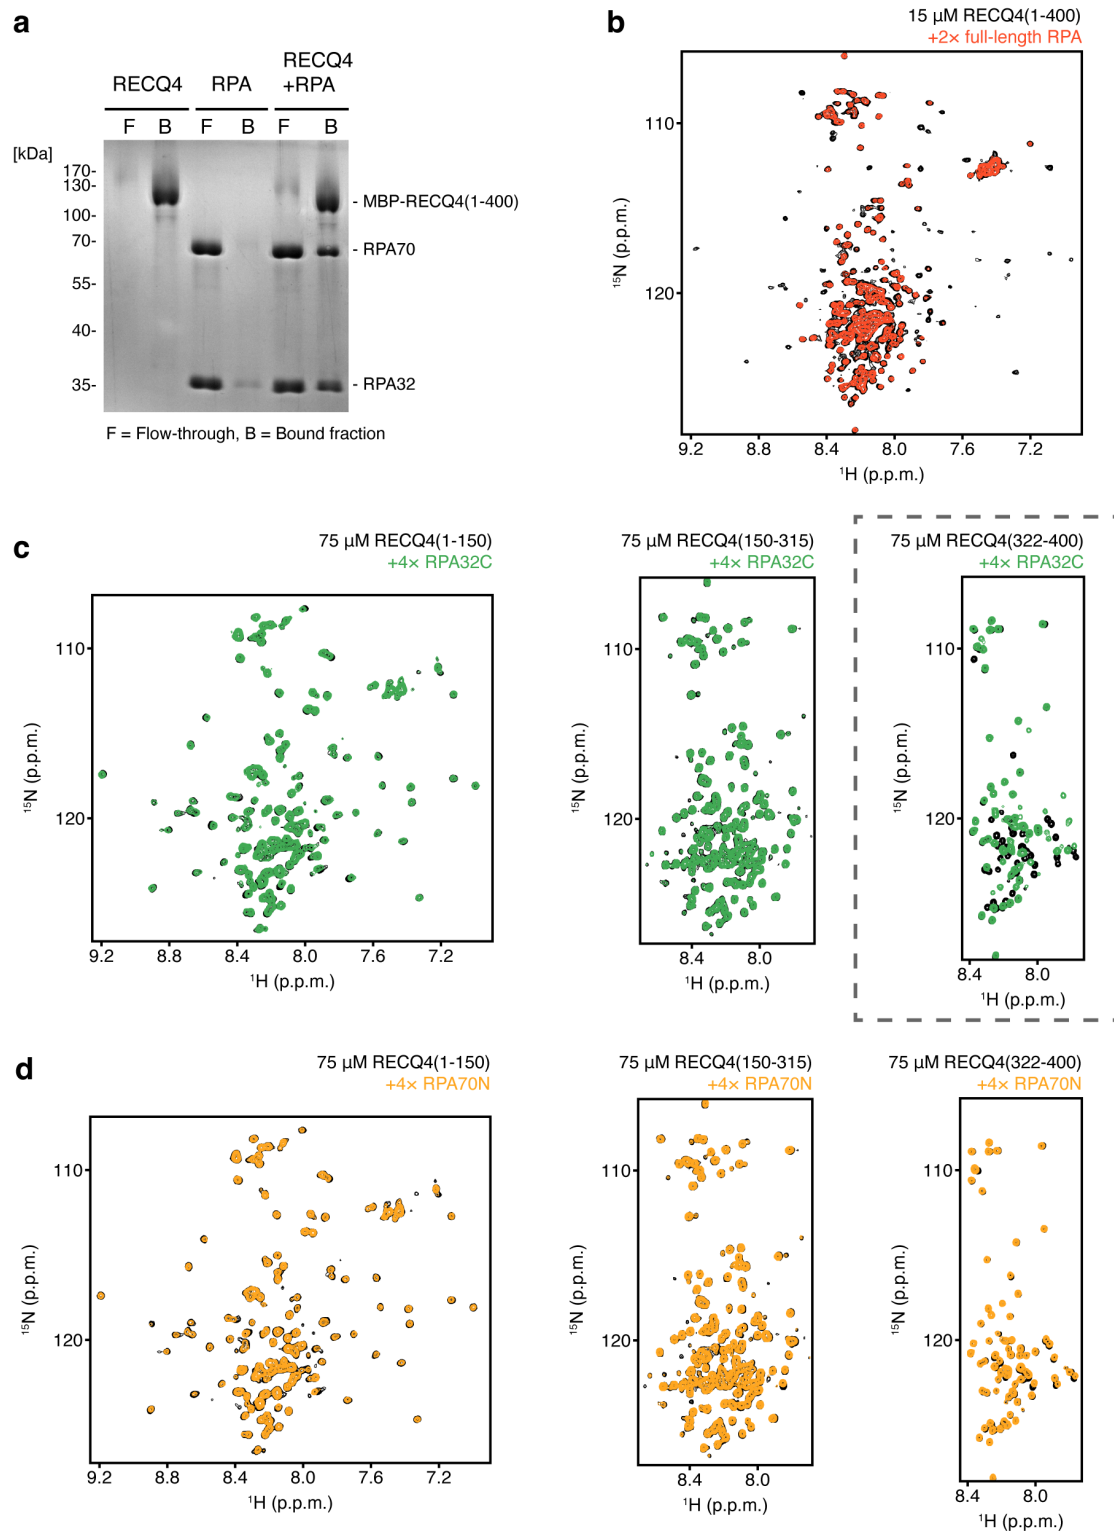 a
RECQ4 RPA RECQ4
+RPA
F B F B F B
[kDa]
170-
130-
100-
70-
55-
40-
35-
- MBP-RECQ4(1-400)
- RPA70
- RPA32
F = Flow-through, B = Bound fraction
b
15 µM RECQ4(1-400)
+2× full-length RPA
110
120
¹⁵N (p.p.m.)
9.2 8.8 8.4 8.0 7.6 7.2
¹H (p.p.m.)
c
75 µM RECQ4(1-150)
+4× RPA32C
110
120
¹⁵N (p.p.m.)
9.2 8.8 8.4 8.0 7.6 7.2
¹H (p.p.m.)
75 µM RECQ4(150-315)
+4× RPA32C
110
120
¹⁵N (p.p.m.)
8.4 8.0
¹H (p.p.m.)
75 µM RECQ4(322-400)
+4× RPA32C
110
120
¹⁵N (p.p.m.)
8.4 8.0
¹H (p.p.m.)
d
75 µM RECQ4(1-150)
+4× RPA70N
110
120
¹⁵N (p.p.m.)
9.2 8.8 8.4 8.0 7.6 7.2
¹H (p.p.m.)
75 µM RECQ4(150-315)
+4× RPA70N
110
120
¹⁵N (p.p.m.)
8.4 8.0
¹H (p.p.m.)
75 µM RECQ4(322-400)
+4× RPA70N
110
120
¹⁵N (p.p.m.)
8.4 8.0
¹H (p.p.m.)